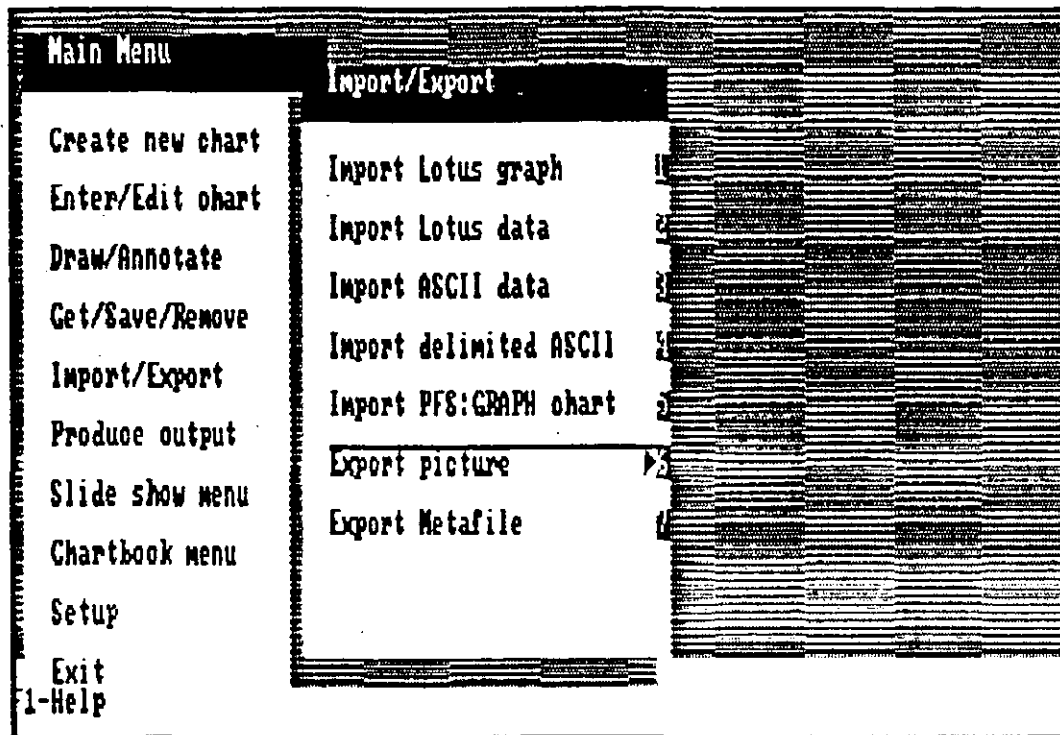 Main Menu
Create new chart
Enter/Edit chart
Draw/Annotate
Get/Save/Remove
Import/Export
Produce output
Slide show menu
Chartbook menu
Setup
Exit
F1-Help
Import/Export
Import Lotus graph
Import Lotus data
Import ASCII data
Import delimited ASCII
Import PFS:GRAPH chart
Export picture
Export Metafile